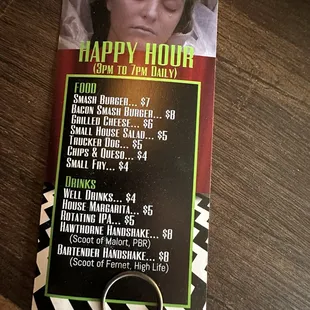 HAPPY HOUR
(3PM TO 7PM DAILY)
FOOD
SMASH BURGER... $7
BACON SMASH BURGER... $8
GRILLED CHEESE... $6
SMALL HOUSE SALAD... $5
TRUCKER DOG... $5
CHIPS & QUESO... $4
SMALL FRY... $4
DRINKS
WELL DRINKS... $4
HOUSE MARGARITA... $5
ROTATING IPA... $5
HAWTHORNE HANDSHAKE... $8
(Scoot of Malort, PBR)
BARTENDER HANDSHAKE... $8
(Scoot of Fernet, High Life)